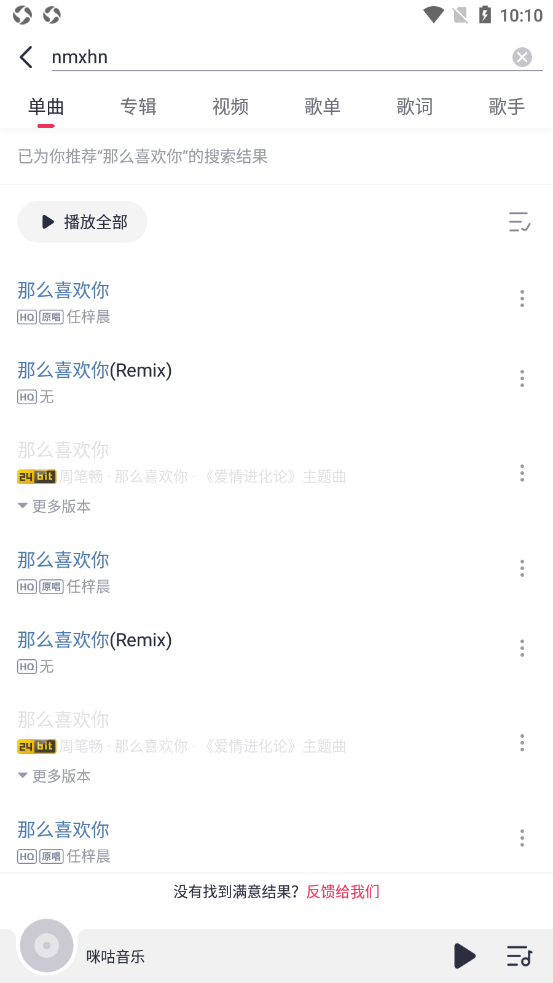 10:10
nmxhn
单曲 专辑 视频 歌单 歌词 歌手
已为你推荐“那么喜欢你”的搜索结果
播放全部
那么喜欢你
HQ 原唱 任梓晨
那么喜欢你(Remix)
HQ 无
那么喜欢你
24bit 周笔畅 · 那么喜欢你 · 《爱情进化论》主题曲
更多版本
那么喜欢你
HQ 原唱 任梓晨
那么喜欢你(Remix)
HQ 无
那么喜欢你
24bit 周笔畅 · 那么喜欢你 · 《爱情进化论》主题曲
更多版本
那么喜欢你
HQ 原唱 任梓晨
没有找到满意结果？反馈给我们
咪咕音乐